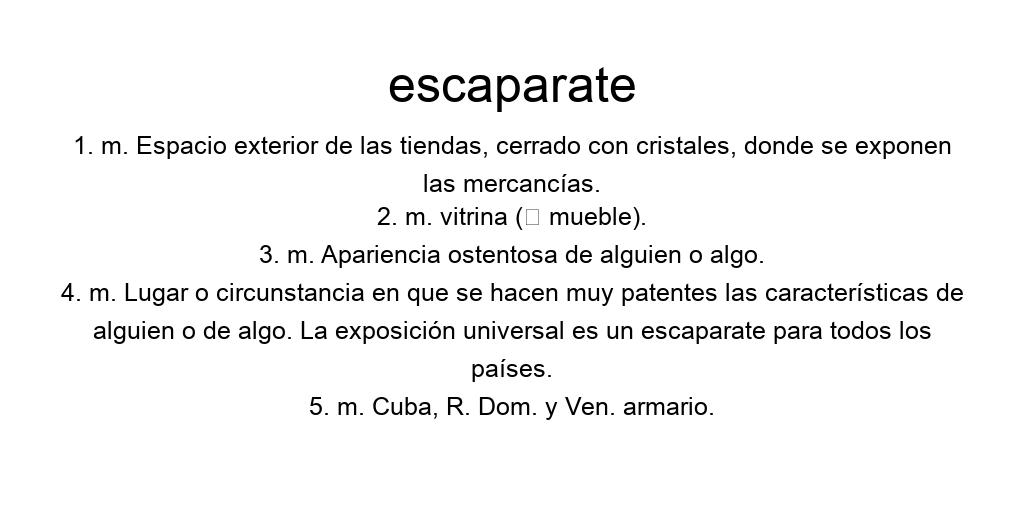 escaparate
1. m. Espacio exterior de las tiendas, cerrado con cristales, donde se exponen
las mercancías.
2. m. vitrina (▯ mueble).
3. m. Apariencia ostentosa de alguien o algo.
4. m. Lugar o circunstancia en que se hacen muy patentes las características de
alguien o de algo. La exposición universal es un escaparate para todos los
países.
5. m. Cuba, R. Dom. y Ven. armario.